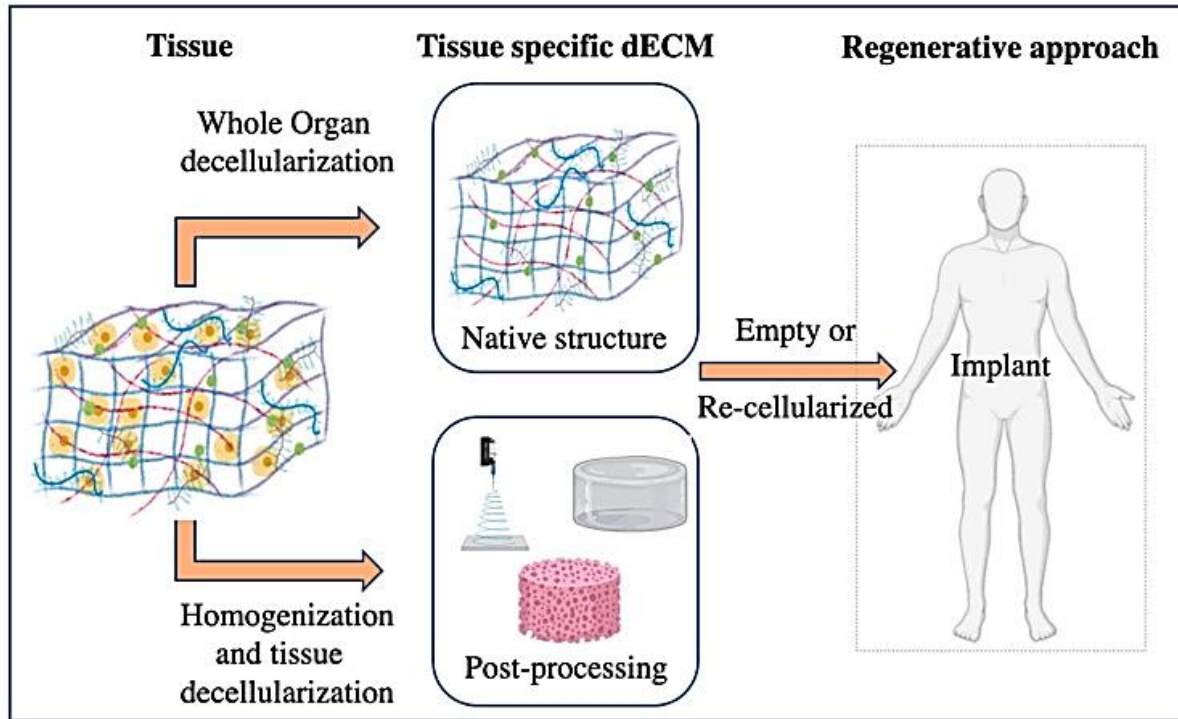 Tissue
Tissue specific dECM
Regenerative approach
Whole Organ
decellularization
Native structure
Empty or
Re-cellularized
Implant
Homogenization
and tissue
decellularization
Post-processing